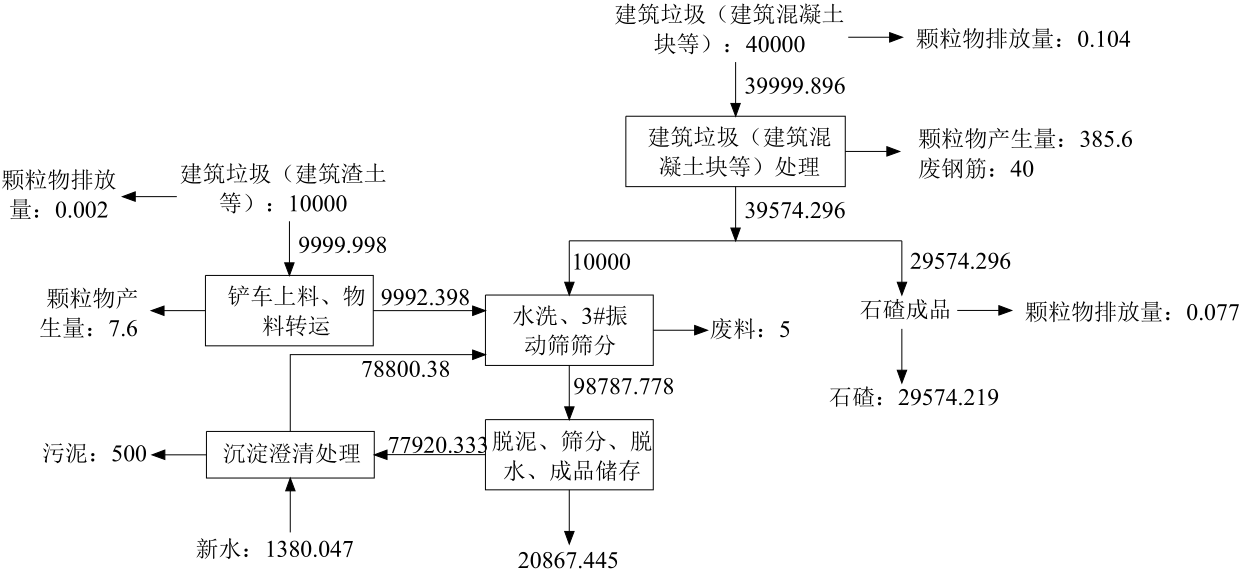 建筑垃圾（建筑混凝土
块等）：40000
颗粒物排放量：0.104
39999.896
建筑垃圾（建筑混
凝土块等）处理
颗粒物产生量：385.6
废钢筋：40
颗粒物排放
量：0.002
建筑垃圾（建筑渣土
等）：10000
39574.296
9999.998
10000
29574.296
颗粒物产
生量：7.6
铲车上料、物
料转运
9992.398
水洗、3#振
动筛筛分
废料：5
石碴成品
颗粒物排放量：0.077
78800.38
98787.778
石碴：29574.219
污泥：500
沉淀澄清处理
77920.333
脱泥、筛分、脱
水、成品储存
新水：1380.047
20867.445